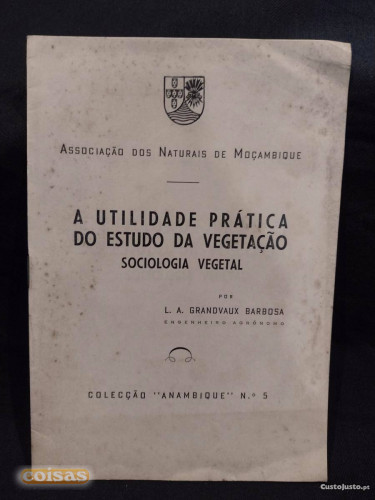 ASSOCIAÇÃO DOS NATURAIS DE MOÇAMBIQUE
A UTILIDADE PRÁTICA
DO ESTUDO DA VEGETAÇÃO
SOCIOLOGIA VEGETAL
POR
L. A. GRANDVAUX BARBOSA
ENGENHEIRO AGRÓNOMO
COLECÇÃO "ANAMBIQUE" N.º 5
coisas
CustoJusto.pt